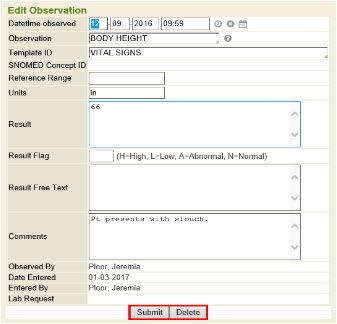 Edit Observation
Datetime observed 12 - 09 - 2016 09:59
Observation BODY HEIGHT
Template ID VITAL SIGNS
SNOMED Concept ID
Reference Range
Units in
Result 66
Result Flag (H=High, L=Low, A=Abnormal, N=Normal)
Result Free Text
Comments Pt presents with slouch.
Observed By Ploor, Jeremia
Date Entered 01-03-2017
Entered By Ploor, Jeremia
Lab Request
Submit Delete